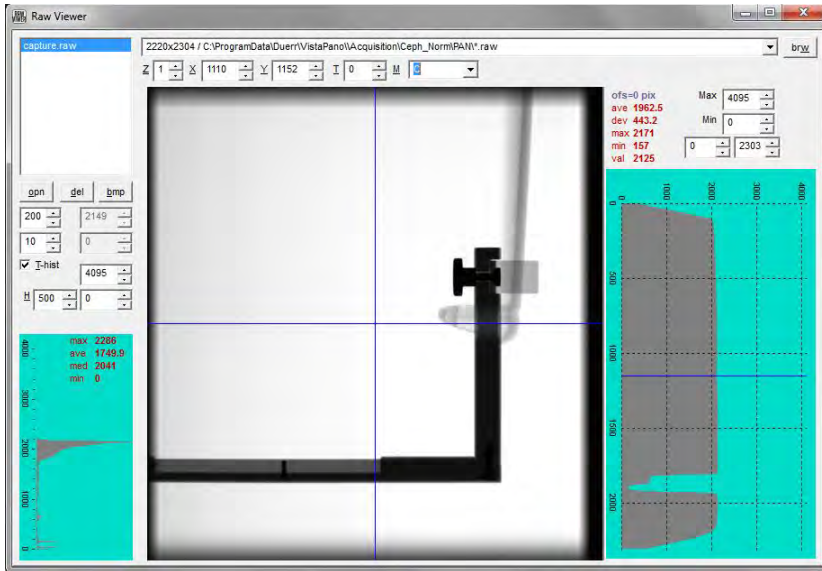 Raw Viewer
capture.raw
2220x2304 / C:\ProgramData\Duerr\VistaPano\\Acquisition\Ceph_Norm\PAN\*.raw
brw
Z 1 X 1110 Y 1152 T 0 M C
opn del bmp
200 2149
10 0
T-hist
4095
H 500 0
max 2286
ave 1749.9
med 2041
min 0
4000
3000
2000
1000
0
ofs=0 pix
ave 1962.5
dev 443.2
max 2171
min 157
val 2125
Max 4095
Min 0
0 2303
0 1000 2000 3000 4000
0
500
1000
1500
2000